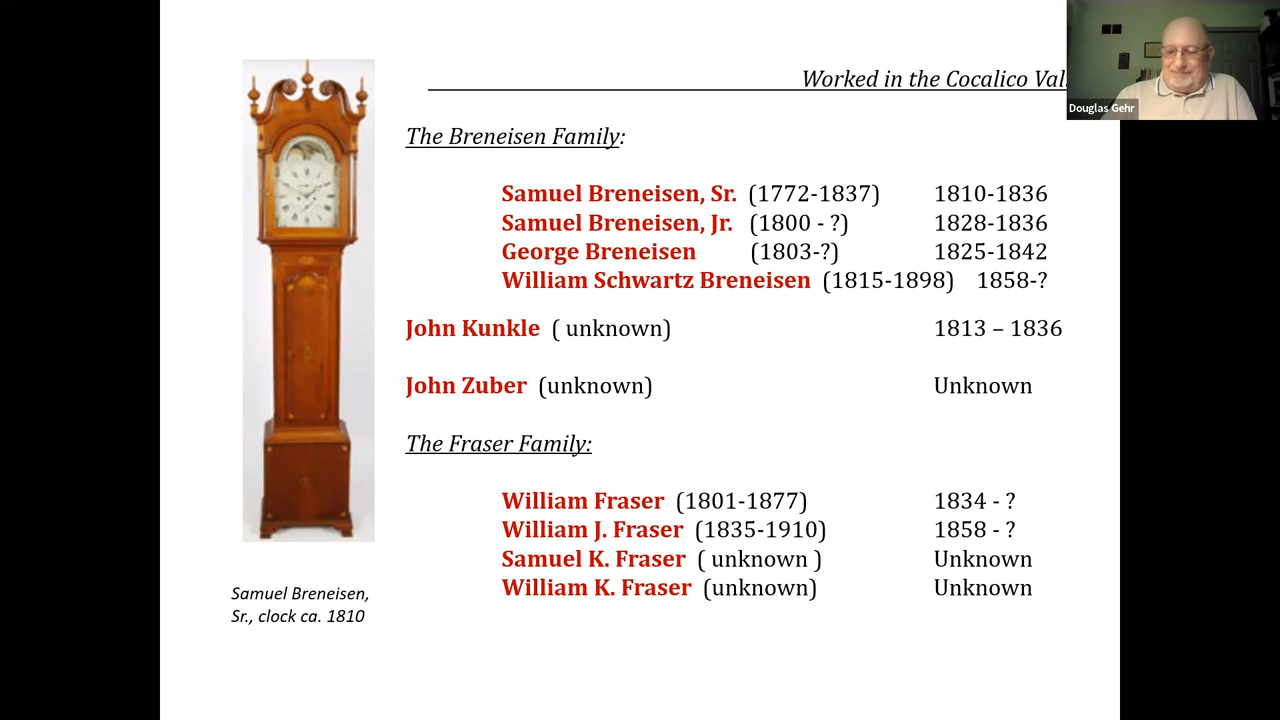 Worked in the Cocalico
Douglas Gehr
The Breneisen Family:
Samuel Breneisen, Sr. (1772-1837) 1810-1836
Samuel Breneisen, Jr. (1800 - ?) 1828-1836
George Breneisen (1803-?) 1825-1842
William Schwartz Breneisen (1815-1898) 1858-?
John Kunkle ( unknown) 1813 – 1836
John Zuber (unknown) Unknown
The Fraser Family:
William Fraser (1801-1877) 1834 - ?
William J. Fraser (1835-1910) 1858 - ?
Samuel K. Fraser ( unknown ) Unknown
William K. Fraser (unknown) Unknown
Samuel Breneisen,
Sr., clock ca. 1810